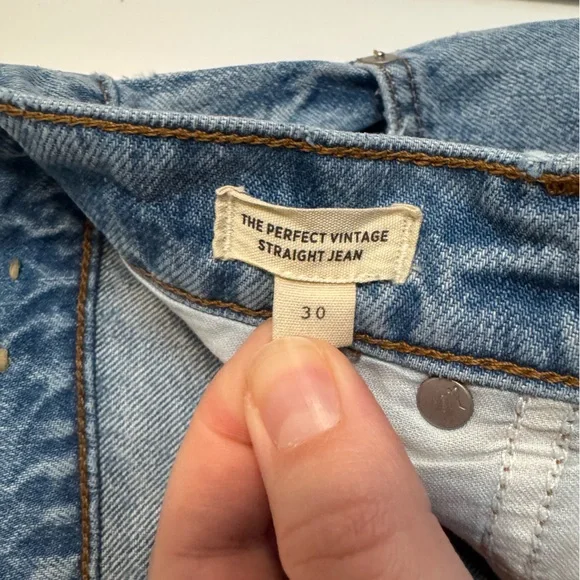 THE PERFECT VINTAGE
STRAIGHT JEAN
30